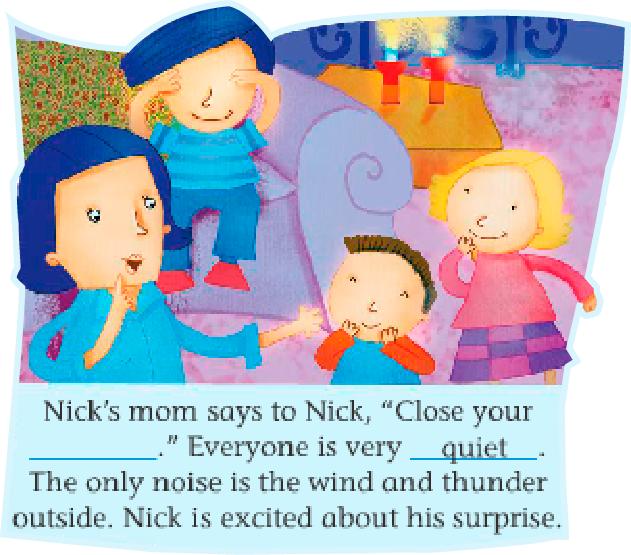 Nick's mom says to Nick, “Close your
__________.” Everyone is very quiet.
The only noise is the wind and thunder
outside. Nick is excited about his surprise.